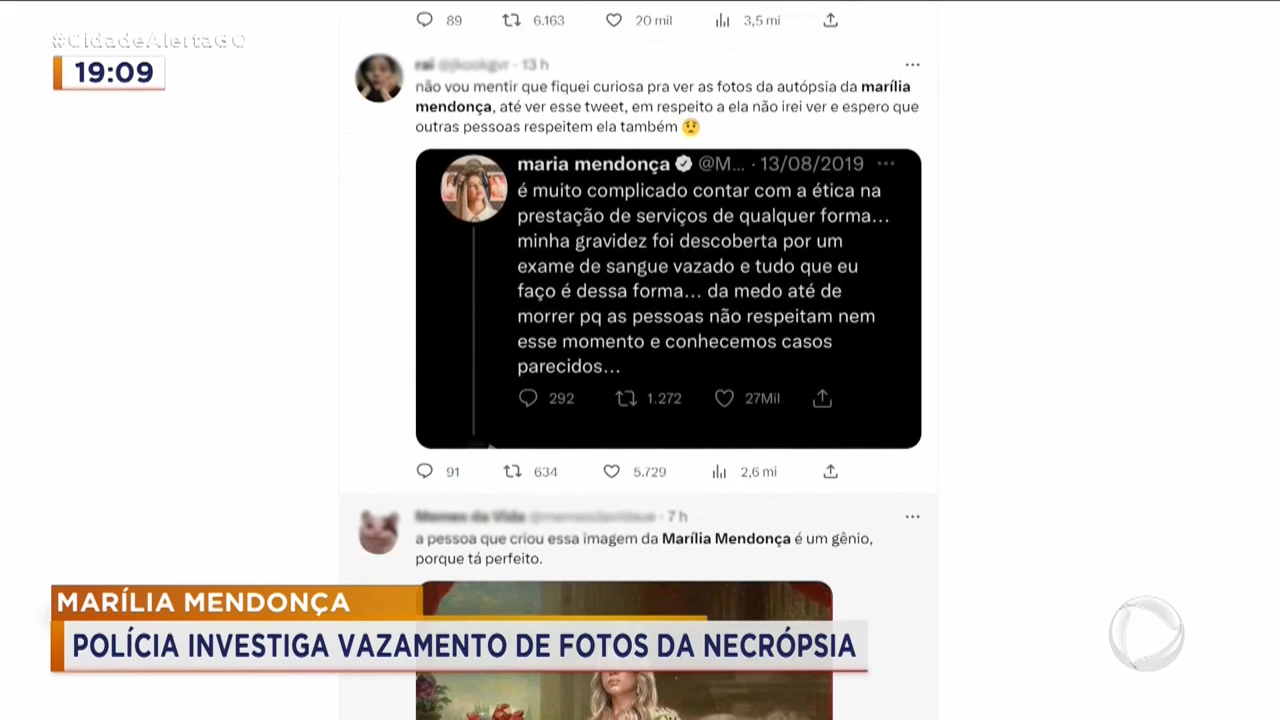 89 6.163 20 mil 3,5 mi
#CidadeAlertaGO
19:09
rai · 13 h
não vou mentir que fiquei curiosa pra ver as fotos da autópsia da marília
mendonça, até ver esse tweet, em respeito a ela não irei ver e espero que
outras pessoas respeitem ela também
maria mendonça @M... · 13/08/2019
é muito complicado contar com a ética na
prestação de serviços de qualquer forma...
minha gravidez foi descoberta por um
exame de sangue vazado e tudo que eu
faço é dessa forma... da medo até de
morrer pq as pessoas não respeitam nem
esse momento e conhecemos casos
parecidos...
292 1.272 27Mil
91 634 5.729 2,6 mi
Memes da Vida · 7 h
a pessoa que criou essa imagem da Marília Mendonça é um gênio,
porque tá perfeito.
MARÍLIA MENDONÇA
POLÍCIA INVESTIGA VAZAMENTO DE FOTOS DA NECRÓPSIA